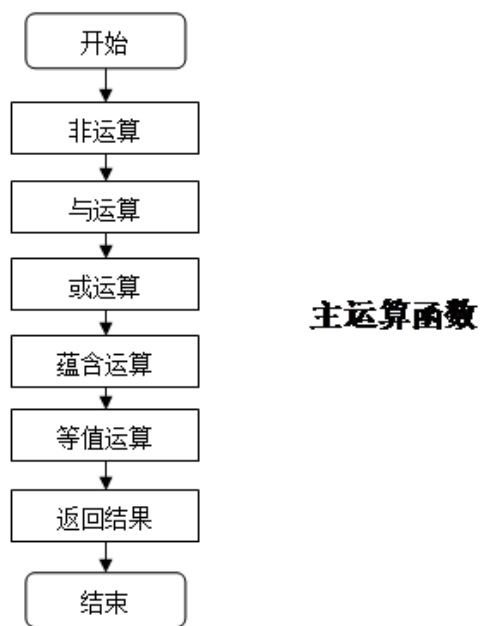 开始
非运算
与运算
或运算
主运算函数
蕴含运算
等值运算
返回结果
结束